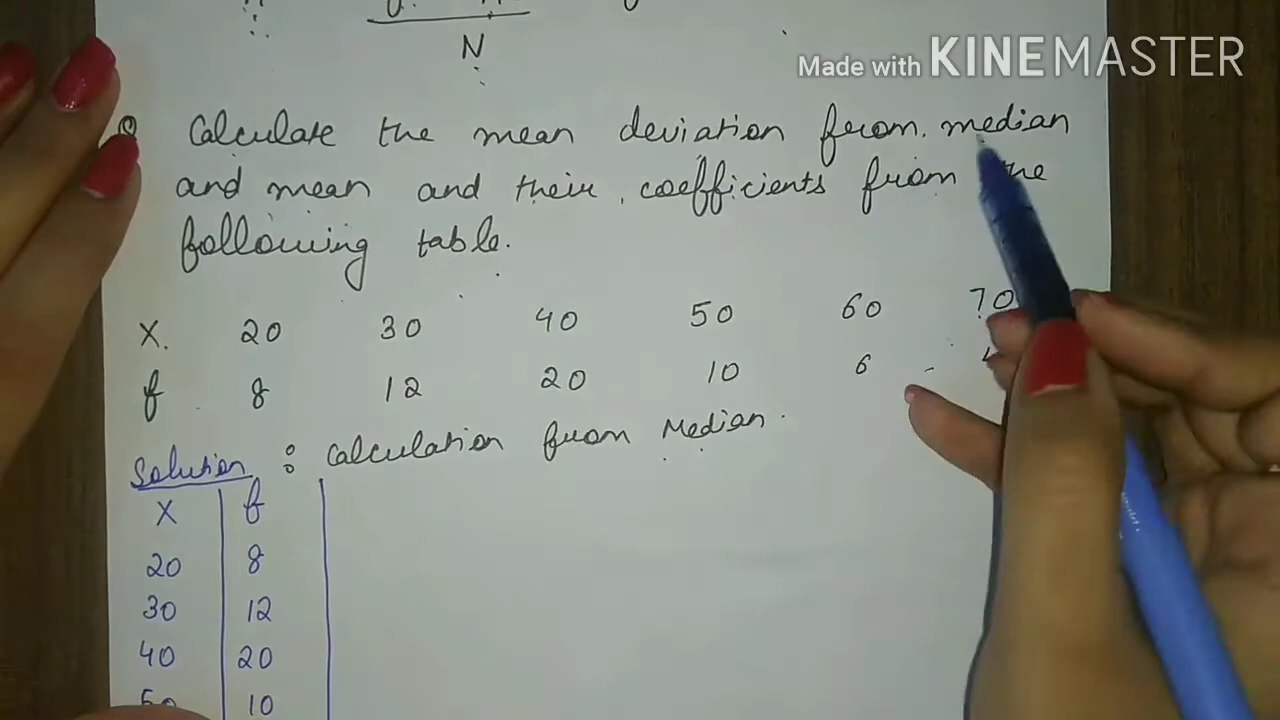 Made with KINEMASTER
N
Q Calculate the mean deviation from median
and mean and their coefficients from the
following table.
X. 20 30 40 50 60 70
f 8 12 20 10 6
Solution : Calculation from Median.
X f
20 8
30 12
40 20
50 10